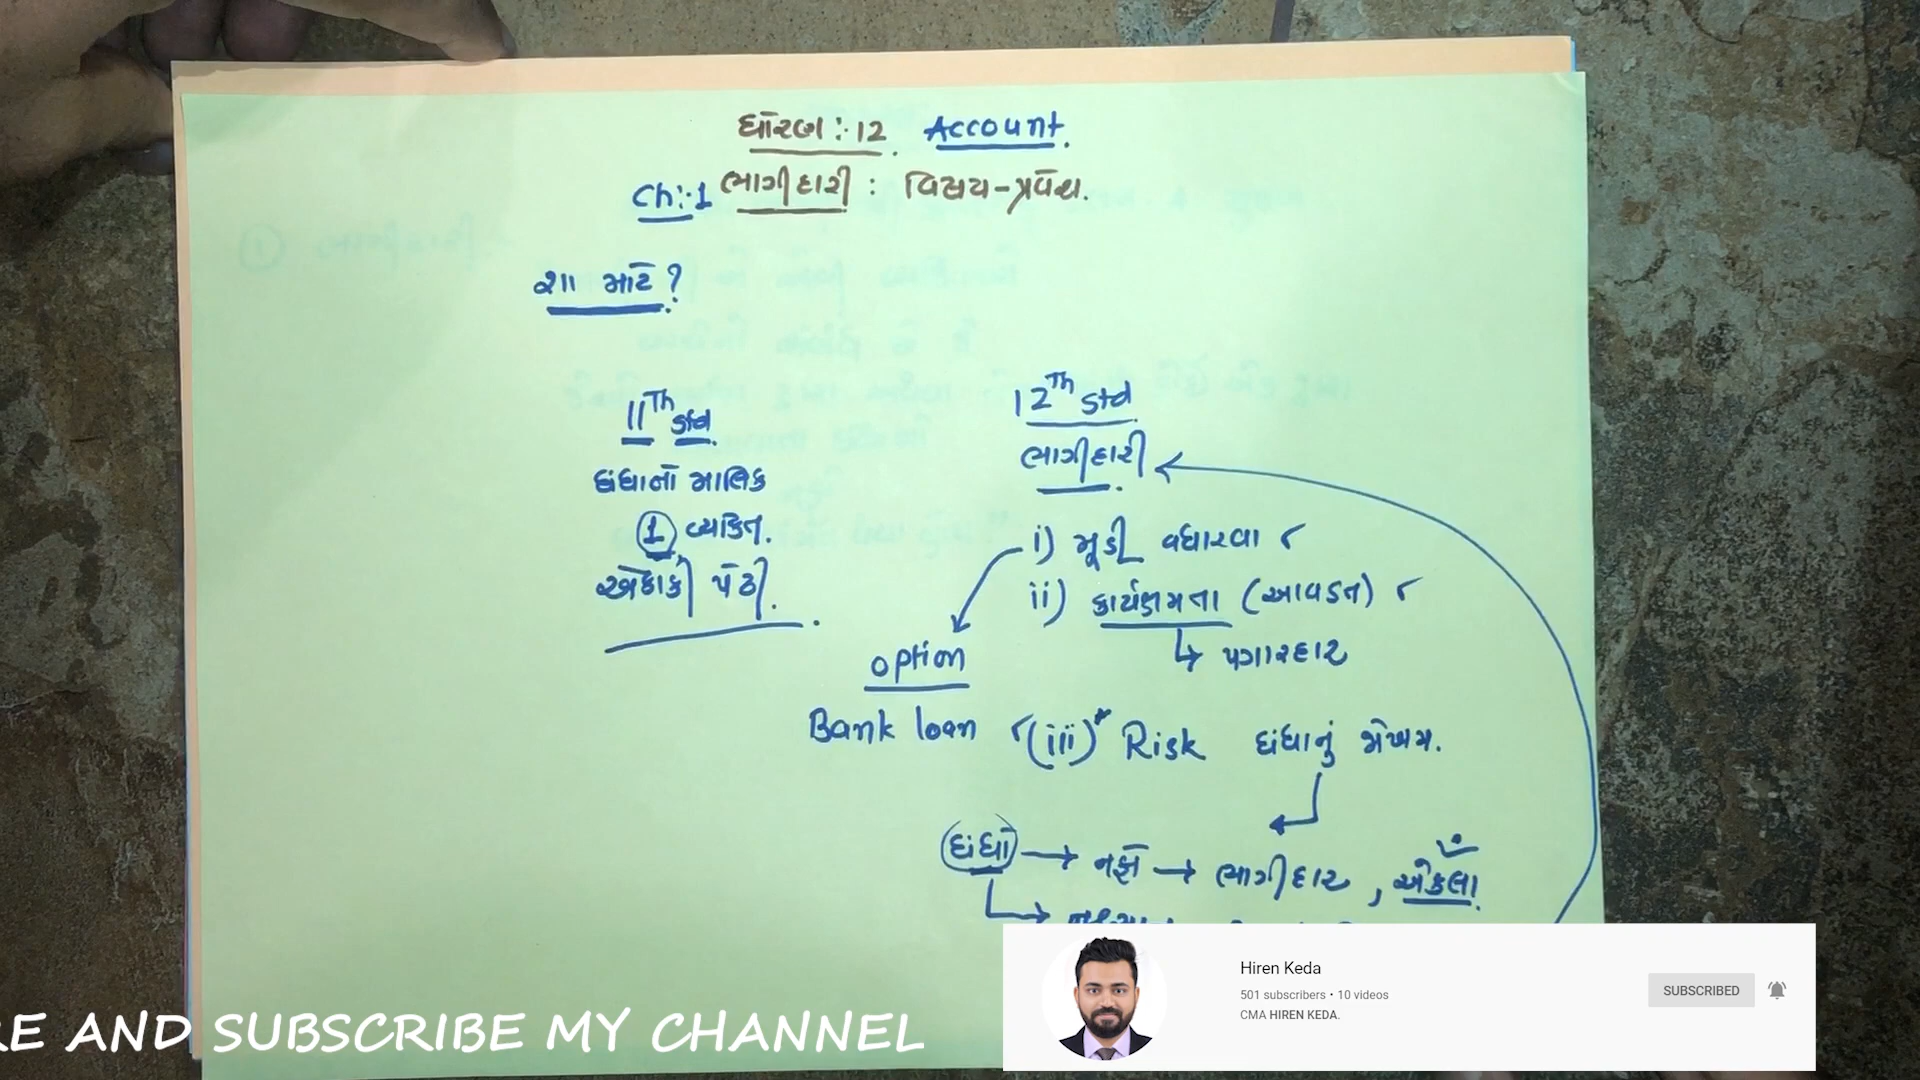 ધોરણ :- 12 Account.
Ch:-1 ભાગીદારી : વિષય-પ્રવેશ.
શા માટે ?
11Th Std
ધંધાનો માલિક
1 વ્યકિત.
એકાકી પેઢી.
12Th Std
ભાગીદારી
i) મૂડી વધારવા
ii) કાર્યક્ષમતા (આવડત)
↳ પગારદાર
option
Bank loan
(iii)* Risk ધંધાનું જોખમ.
ધંધો → નફો → ભાગીદાર, એકલા
RE AND SUBSCRIBE MY CHANNEL
Hiren Keda
501 subscribers • 10 videos
CMA HIREN KEDA.
SUBSCRIBED